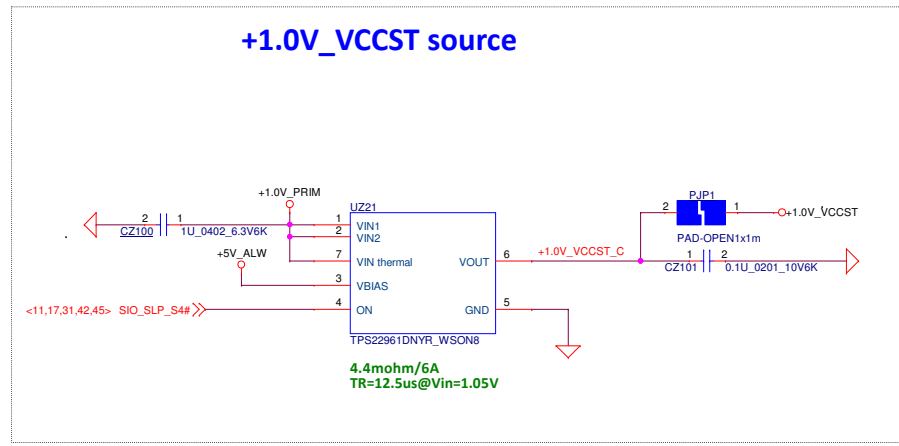 +1.0V_VCCST source
+1.0V_PRIM
UZ21
PJP1
2 1
+1.0V_VCCST
2 1
CZ100 1U_0402_6.3V6K
1 VIN1
2 VIN2
PAD-OPEN1x1m
+5V_ALW
7 VIN thermal
VOUT 6
+1.0V_VCCST_C
1 2
CZ101 0.1U_0201_10V6K
3 VBIAS
<11,17,31,42,45> SIO_SLP_S4#
4 ON
GND 5
TPS22961DNYR_WSON8
4.4mohm/6A
TR=12.5us@Vin=1.05V